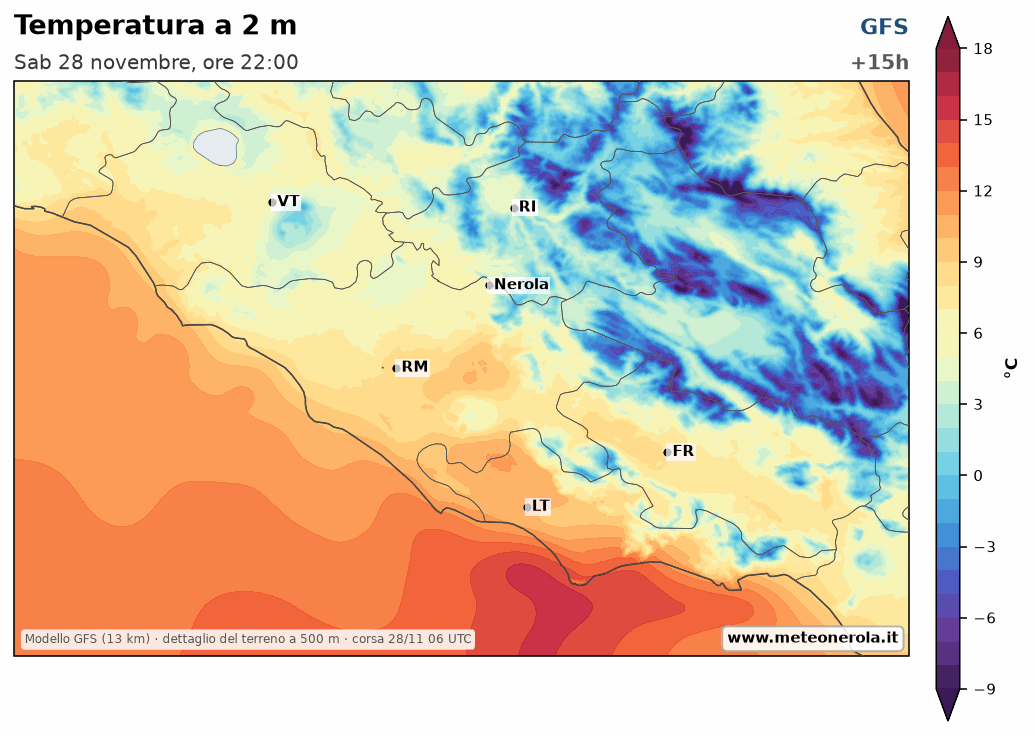 Temperatura a 2 m
GFS
Sab 28 novembre, ore 22:00
+15h
VT
RI
Nerola
RM
FR
LT
Modello GFS (13 km) · dettaglio del terreno a 500 m · corsa 28/11 06 UTC
www.meteonerola.it
18
15
12
9
6
3
0
−3
−6
−9
°C